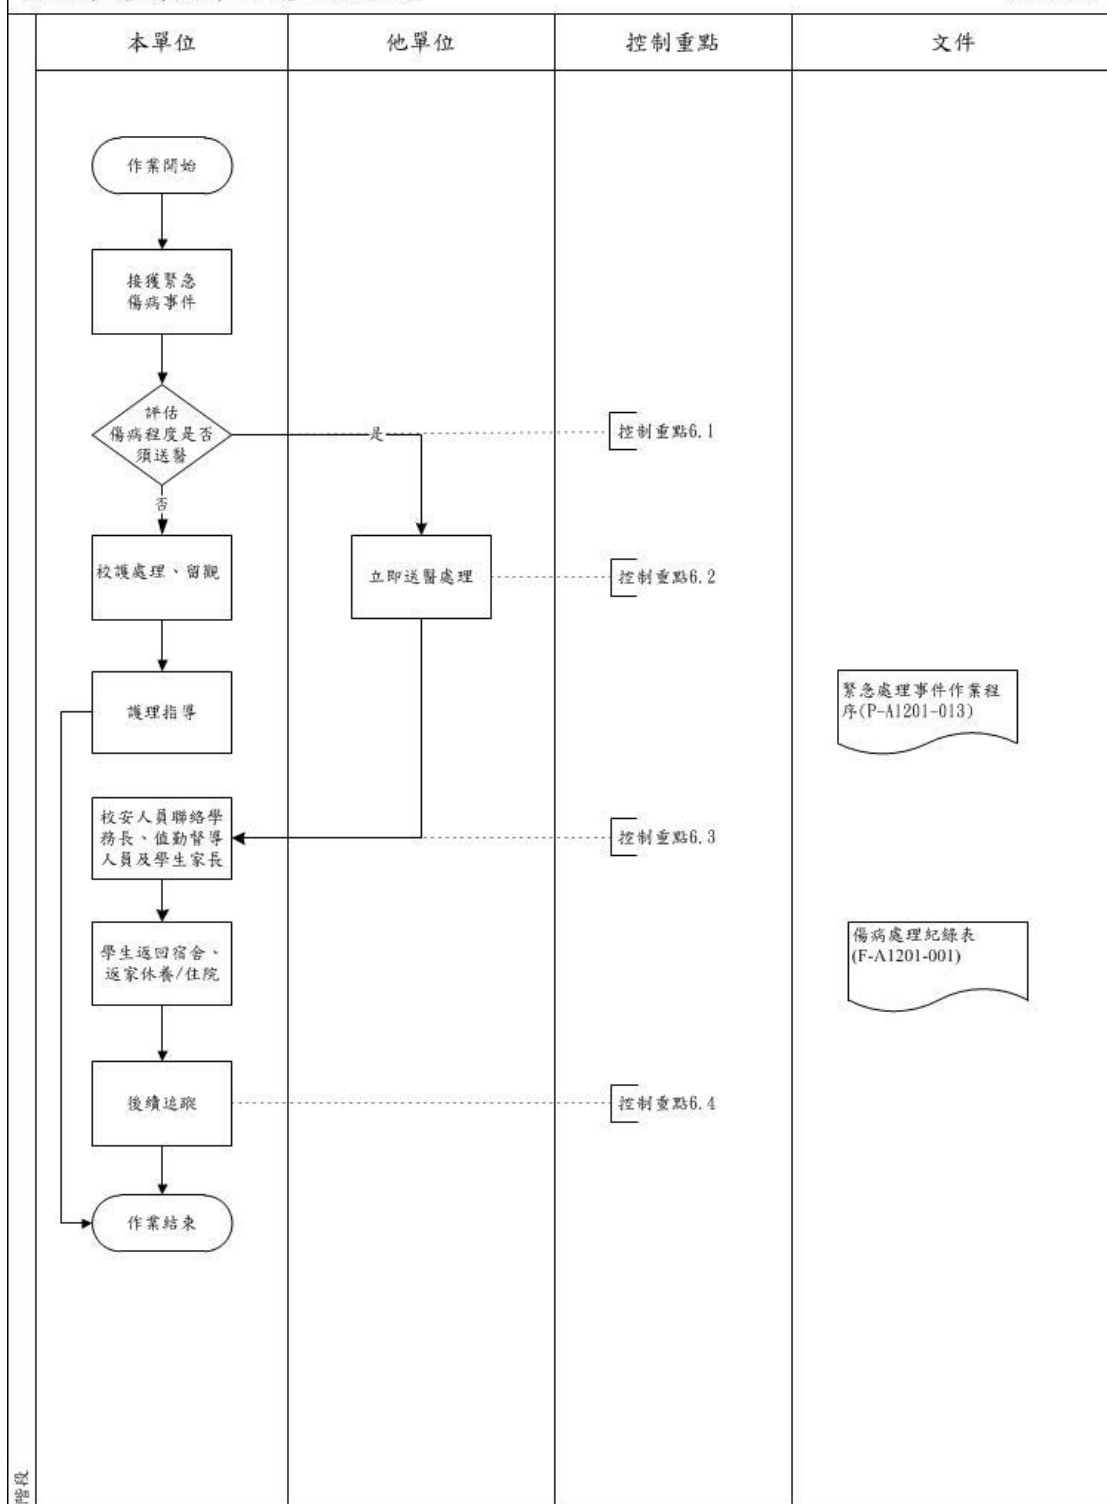 本單位
他單位
控制重點
文件
作業開始
接獲緊急
傷病事件
評估
傷病程度是否
須送醫
是
控制重點6.1
否
校護處理、留觀
立即送醫處理
控制重點6.2
護理指導
緊急處理事件作業程
序(P-A1201-013)
校安人員聯絡學
務長、值勤督導
人員及學生家長
控制重點6.3
學生返回宿舍、
返家休養/住院
傷病處理紀錄表
(F-A1201-001)
後續追蹤
控制重點6.4
作業結束
階段